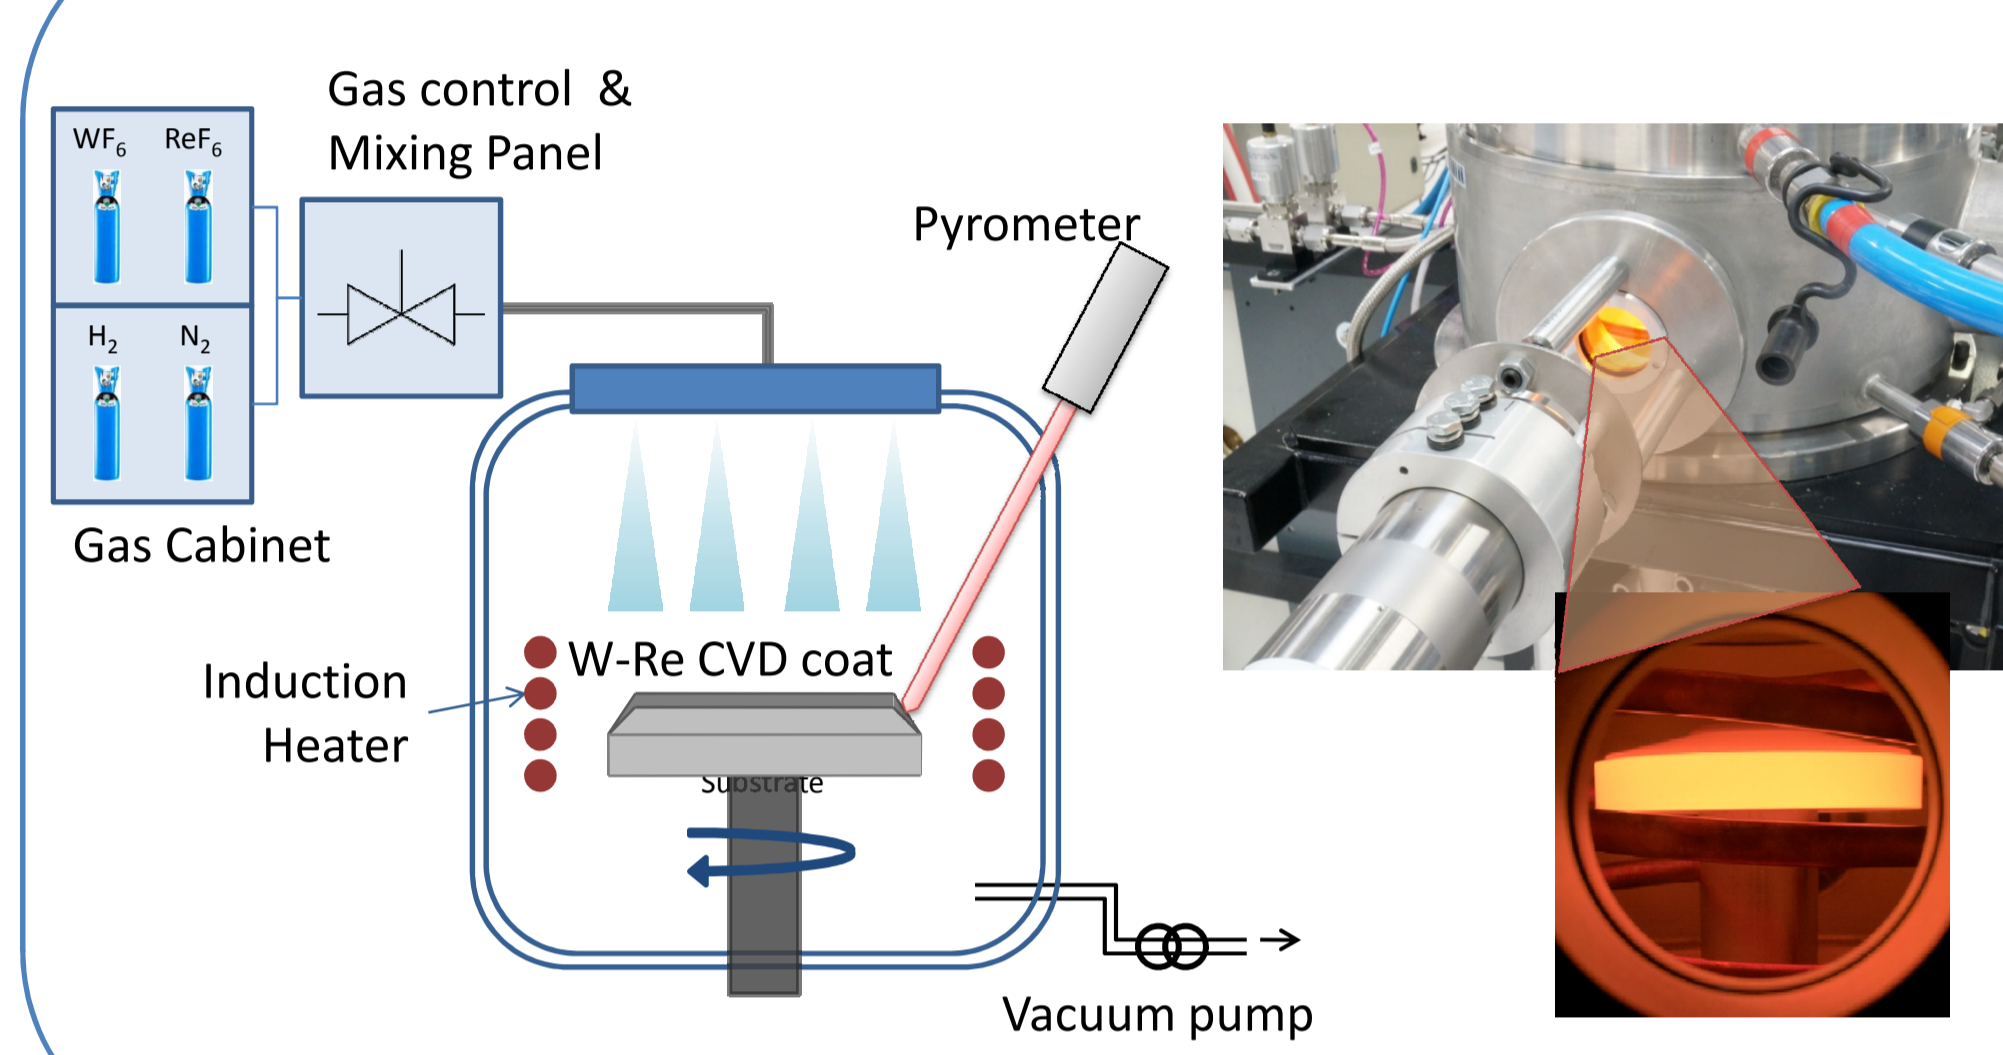 Gas control &
Mixing Panel
WF6 ReF6
H2 N2
Gas Cabinet
Pyrometer
Induction
Heater
W-Re CVD coat
Substrate
Vacuum pump